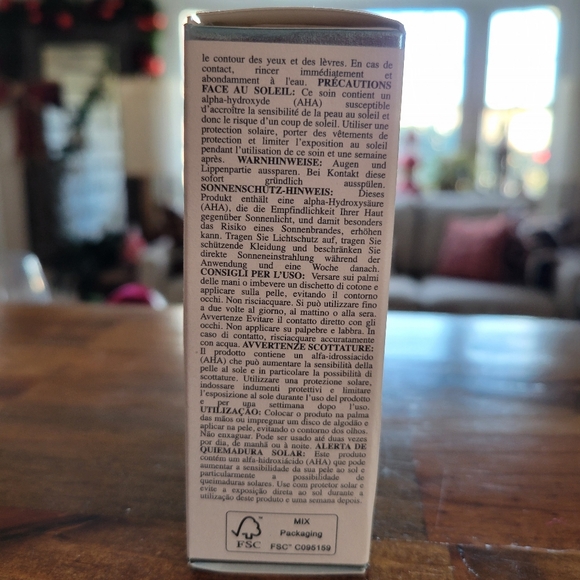 le contour des yeux et des lèvres. En cas de
contact, rincer immédiatement et
abondamment à l'eau. PRÉCAUTIONS
FACE AU SOLEIL: Ce soin contient un
alpha-hydroxyde (AHA) susceptible
d'accroître la sensibilité de la peau au soleil et
donc le risque d'un coup de soleil. Utiliser une
protection solaire, porter des vêtements de
protection et limiter l'exposition au soleil
pendant l'utilisation de ce soin et une semaine
après. WARNHINWEISE: Augen und
Lippenpartie aussparen. Bei Kontakt diese
sofort gründlich ausspülen.
SONNENSCHUTZ-HINWEIS: Dieses
Produkt enthält eine alpha-Hydroxysäure
(AHA), die die Empfindlichkeit Ihrer Haut
gegenüber Sonnenlicht, und damit besonders
das Risiko eines Sonnenbrandes, erhöhen
kann. Tragen Sie Lichtschutz auf, tragen Sie
schützende Kleidung und beschränken Sie
direkte Sonneneinstrahlung während der
Anwendung und eine Woche danach.
CONSIGLI PER L'USO: Versare sui palmi
delle mani o imbevere un dischetto di cotone e
applicare sulla pelle, evitando il contorno
occhi. Non risciacquare. Si può utilizzare fino
a due volte al giorno, al mattino o alla sera.
Avvertenze Evitare il contatto diretto con gli
occhi. Non applicare su palpebre e labbra. In
caso di contatto, risciacquare accuratamente
con acqua. AVVERTENZE SCOTTATURE:
Il prodotto contiene un alfa-idrossiacido
(AHA) che può aumentare la sensibilità della
pelle al sole e in particolare la possibilità di
scottature. Utilizzare una protezione solare,
indossare indumenti protettivi e limitare
l'esposizione al sole durante l'uso del prodotto
e per una settimana dopo l'uso.
UTILIZAÇÃO: Colocar o produto na palma
das mãos ou impregnar um disco de algodão e
aplicar na pele, evitando o contorno dos olhos.
Não enxaguar. Pode ser usado até duas vezes
por dia, de manhã ou à noite. ALERTA DE
QUEIMADURA SOLAR: Este produto
contém um alfa-hidroxiácido (AHA) que pode
aumentar a sensibilidade da sua pele ao sol e
particularmente a possibilidade de
queimaduras solares. Use com protetor solar e
evite a exposição direta ao sol durante a
utilização deste produto e uma semana depois.
FSC™
MIX
Packaging
FSC™ C095159